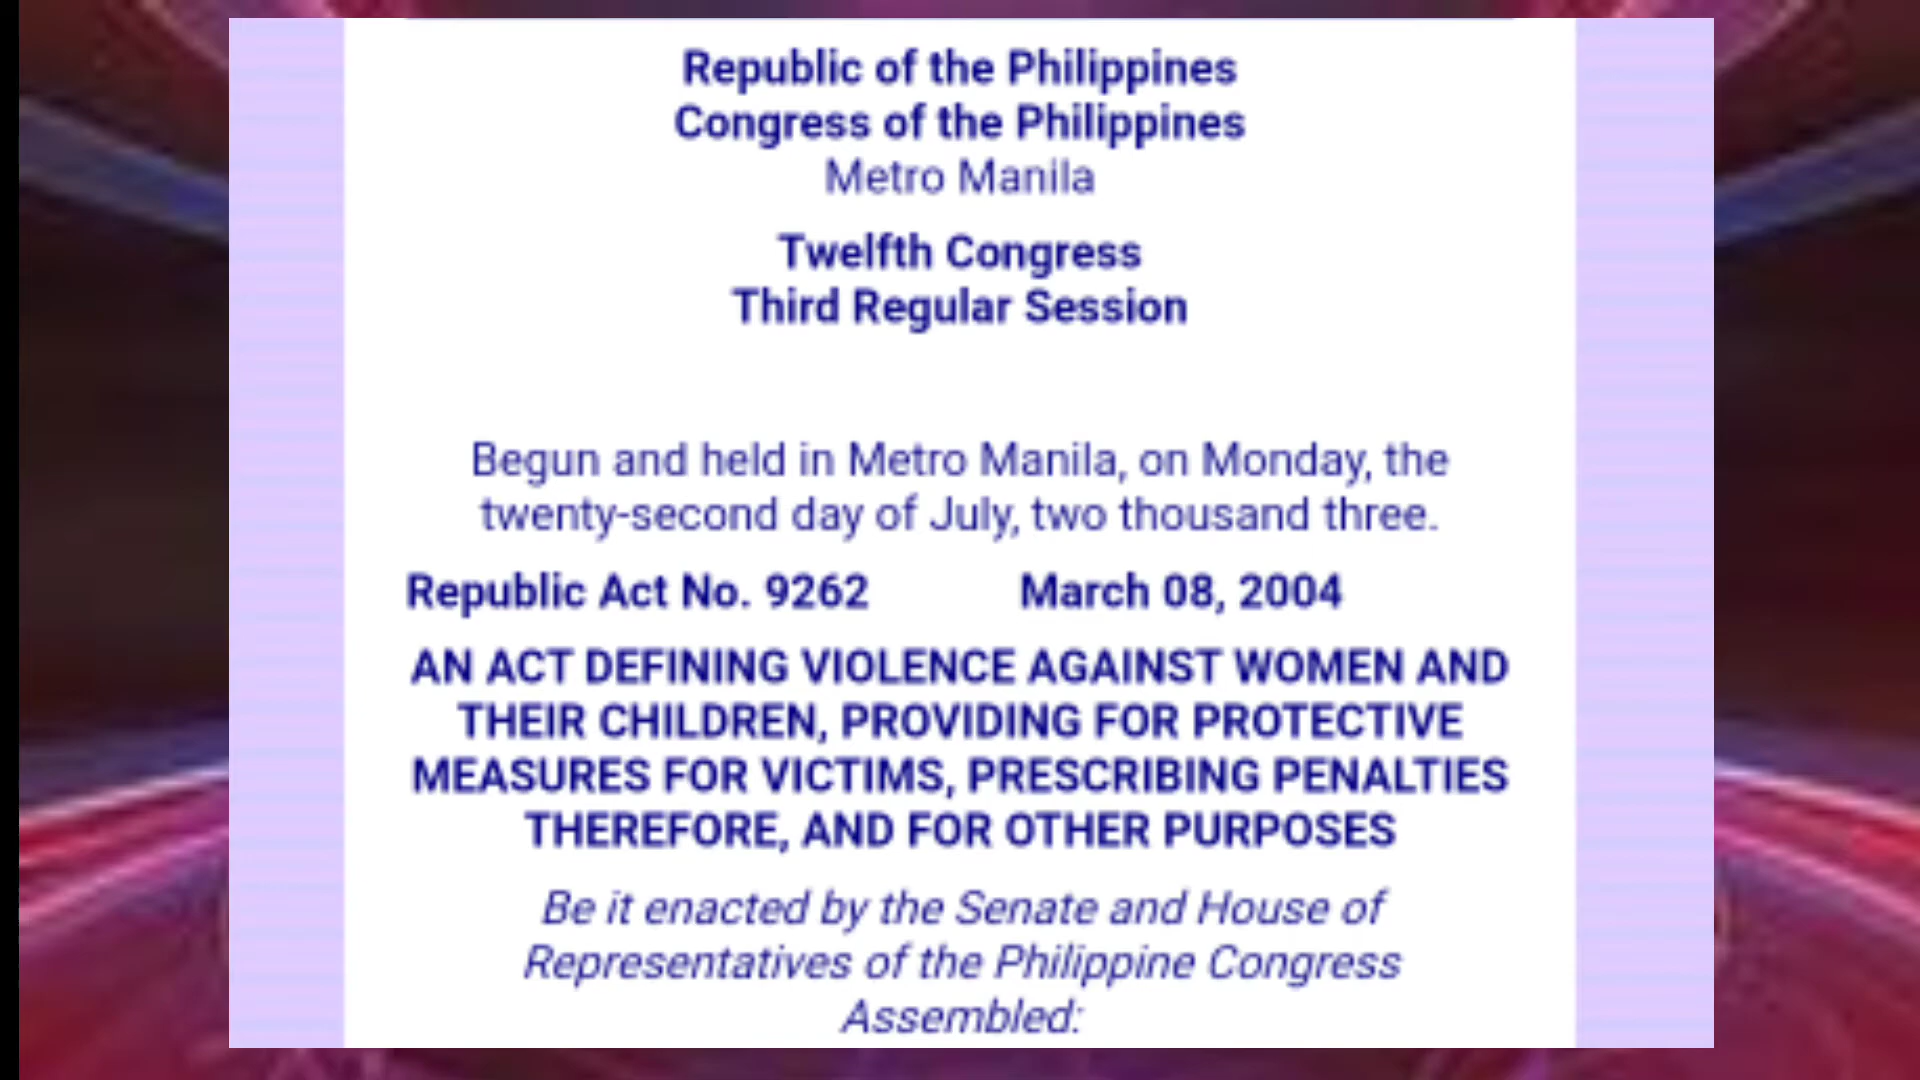 Republic of the Philippines
Congress of the Philippines
Metro Manila
Twelfth Congress
Third Regular Session
Begun and held in Metro Manila, on Monday, the
twenty-second day of July, two thousand three.
Republic Act No. 9262 March 08, 2004
AN ACT DEFINING VIOLENCE AGAINST WOMEN AND
THEIR CHILDREN, PROVIDING FOR PROTECTIVE
MEASURES FOR VICTIMS, PRESCRIBING PENALTIES
THEREFORE, AND FOR OTHER PURPOSES
Be it enacted by the Senate and House of
Representatives of the Philippine Congress
Assembled: